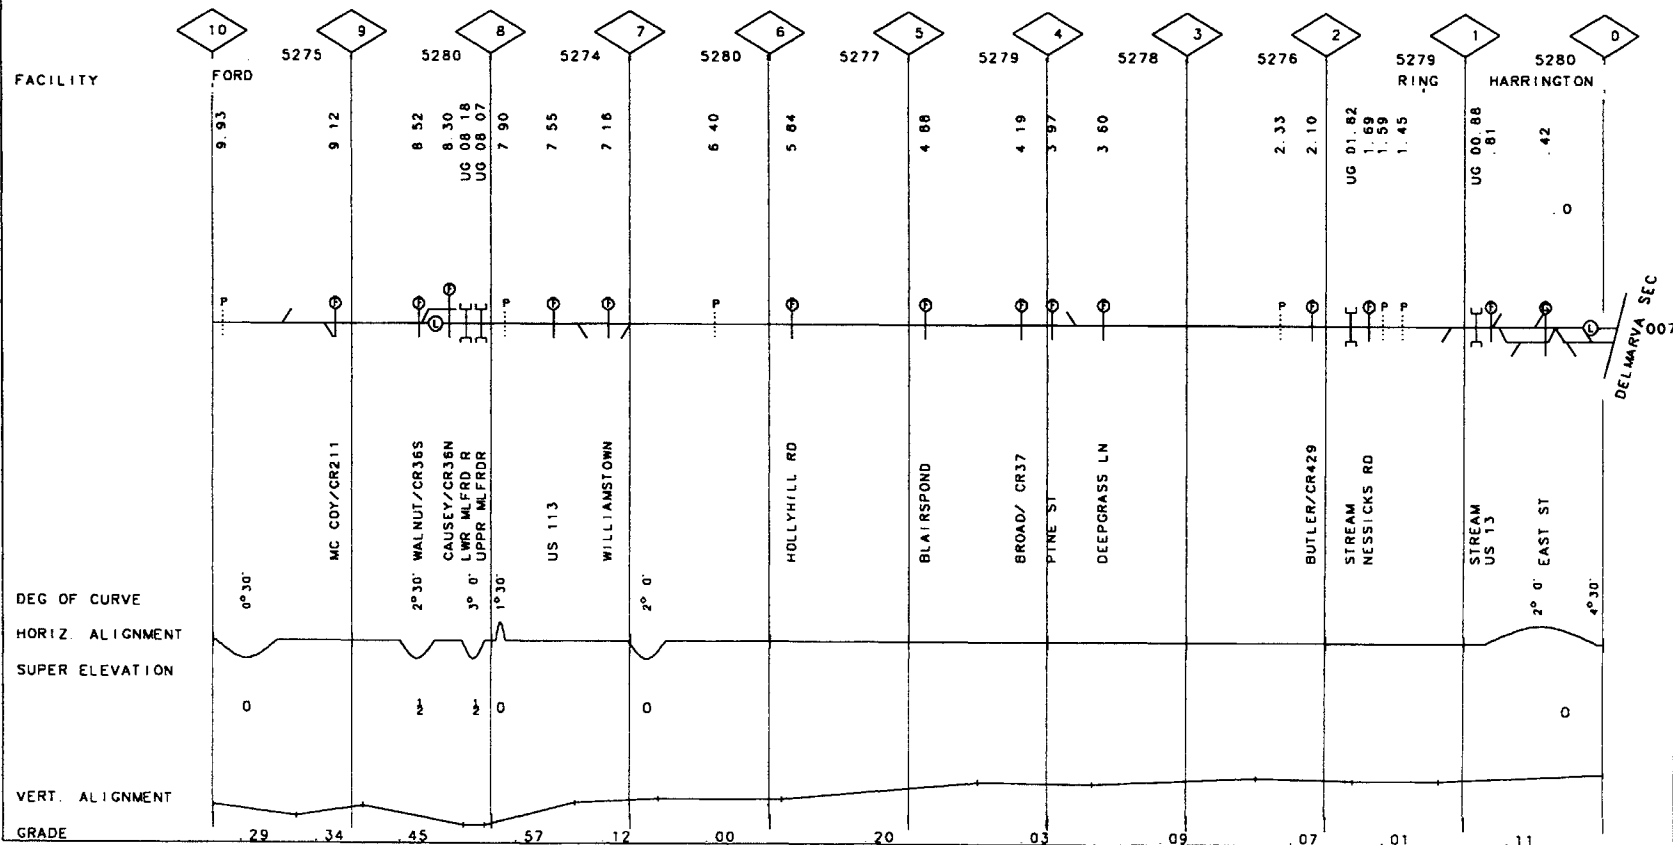 10 9 8 7 6 5 4 3 2 1 0
5275 5280 5274 5280 5277 5279 5278 5276 5279 5280
FACILITY FORD RING HARRINGTON
9.93
9 12
8 52
8.30
UG 08 18
UG 08 07
7 90
7 55
7 18
6 40
5 84
4 88
4 19
3 97
3 60
2.33
2.10
UG 01.82
1.69
1.59
1.45
UG 00.88
.81
.42
.0
P F F F P F F P F F F F F P F F P P F
L L L
DELMARVA SEC
007
MC COY/CR211
WALNUT/CR36S
CAUSEY/CR36N
LWR MLFRD R
UPPR MLFRDR
US 113
WILLIAMSTOWN
HOLLYHILL RD
BLAIRSPOND
BROAD/ CR37
PINE ST
DEEPGRASS LN
BUTLER/CR429
STREAM
NESSICKS RD
STREAM
US 13
EAST ST
DEG OF CURVE 0°30' 2°30' 3° 0' 1°30' 2° 0' 2° 0' 4°30'
HORIZ. ALIGNMENT
SUPER ELEVATION
0 ½ ½ 0 0 0
VERT. ALIGNMENT
GRADE .29 .34 .45 .57 .12 .00 .20 .03 .09 .07 .01 .11